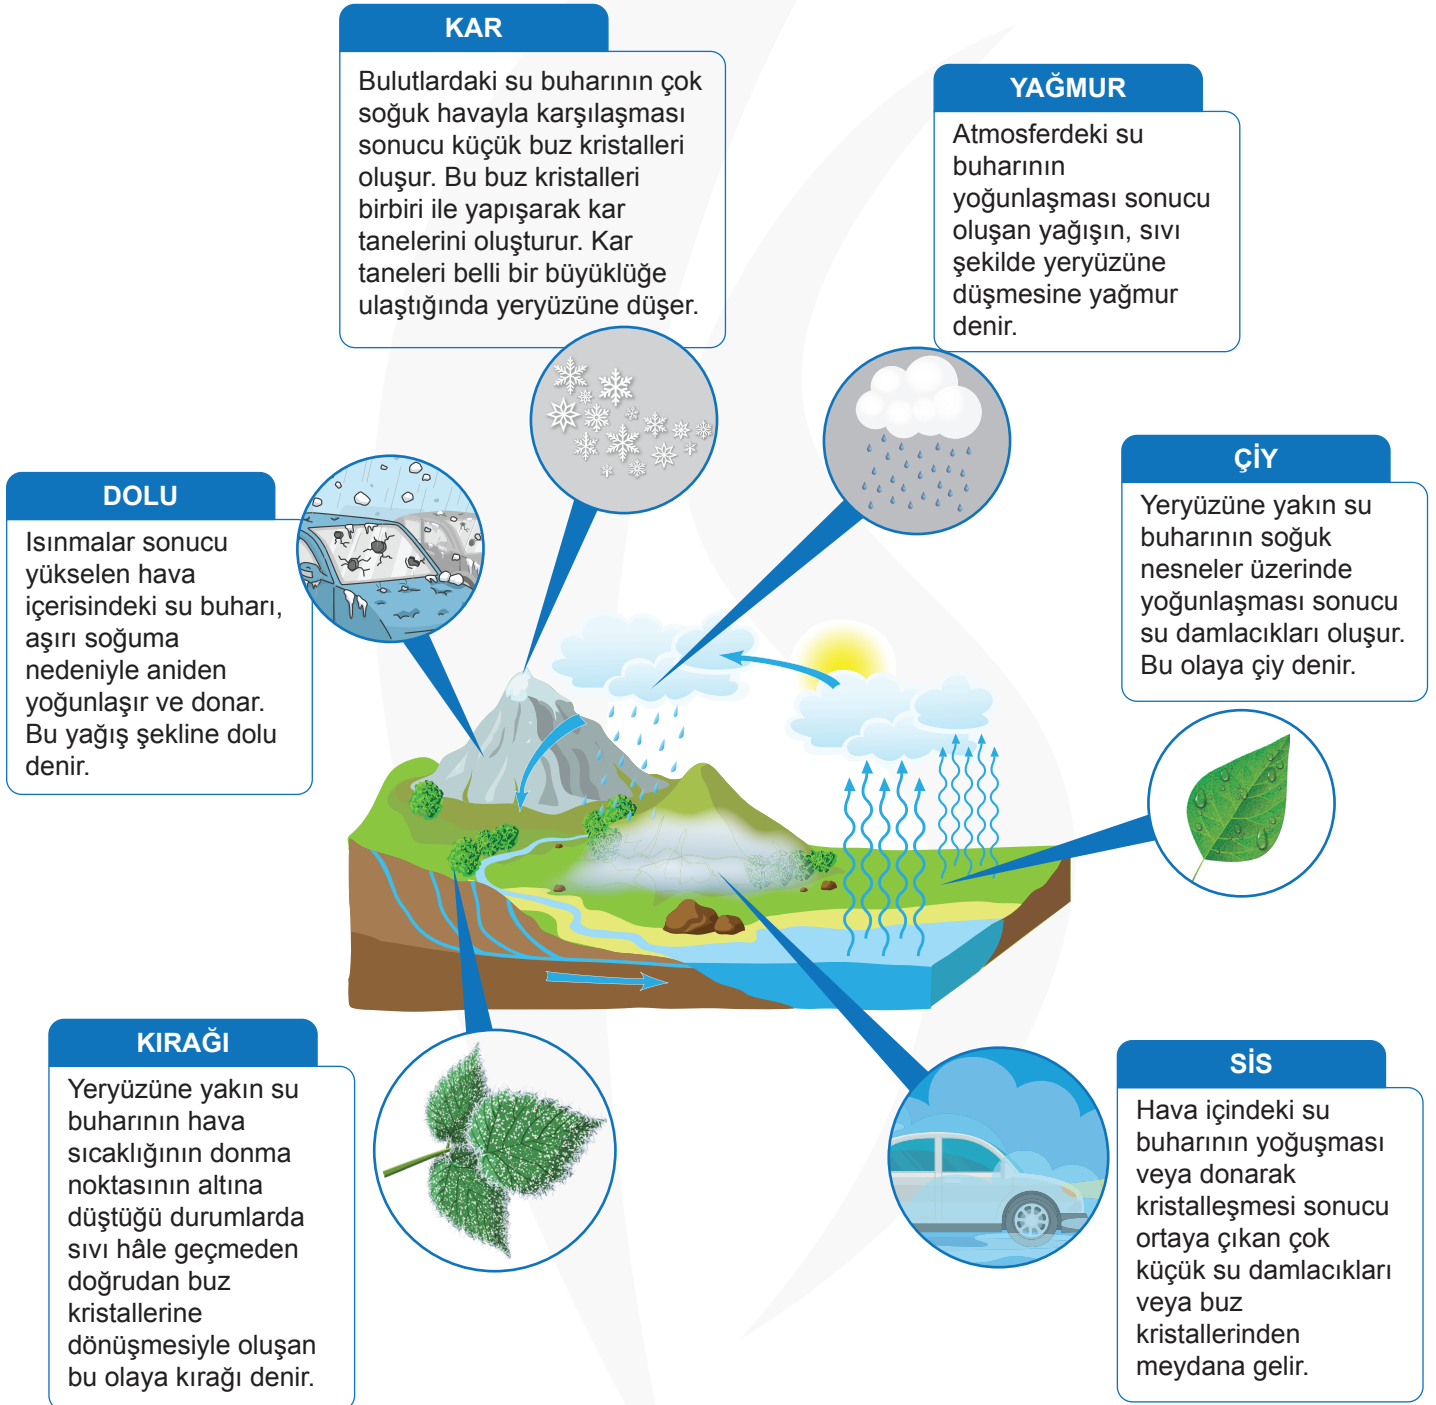 KAR
Bulutlardaki su buharının çok
soğuk havayla karşılaşması
sonucu küçük buz kristalleri
oluşur. Bu buz kristalleri
birbiri ile yapışarak kar
tanelerini oluşturur. Kar
taneleri belli bir büyüklüğe
ulaştığında yeryüzüne düşer.
YAĞMUR
Atmosferdeki su
buharının
yoğunlaşması sonucu
oluşan yağışın, sıvı
şekilde yeryüzüne
düşmesine yağmur
denir.
DOLU
Isınmalar sonucu
yükselen hava
içerisindeki su buharı,
aşırı soğuma
nedeniyle aniden
yoğunlaşır ve donar.
Bu yağış şekline dolu
denir.
ÇİY
Yeryüzüne yakın su
buharının soğuk
nesneler üzerinde
yoğunlaşması sonucu
su damlacıkları oluşur.
Bu olaya çiy denir.
KIRAĞI
Yeryüzüne yakın su
buharının hava
sıcaklığının donma
noktasının altına
düştüğü durumlarda
sıvı hâle geçmeden
doğrudan buz
kristallerine
dönüşmesiyle oluşan
bu olaya kırağı denir.
SİS
Hava içindeki su
buharının yoğuşması
veya donarak
kristalleşmesi sonucu
ortaya çıkan çok
küçük su damlacıkları
veya buz
kristallerinden
meydana gelir.